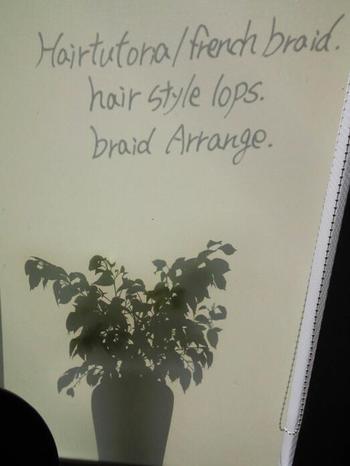 Hairtutorial french braid.
hair style lops.
braid Arrange.